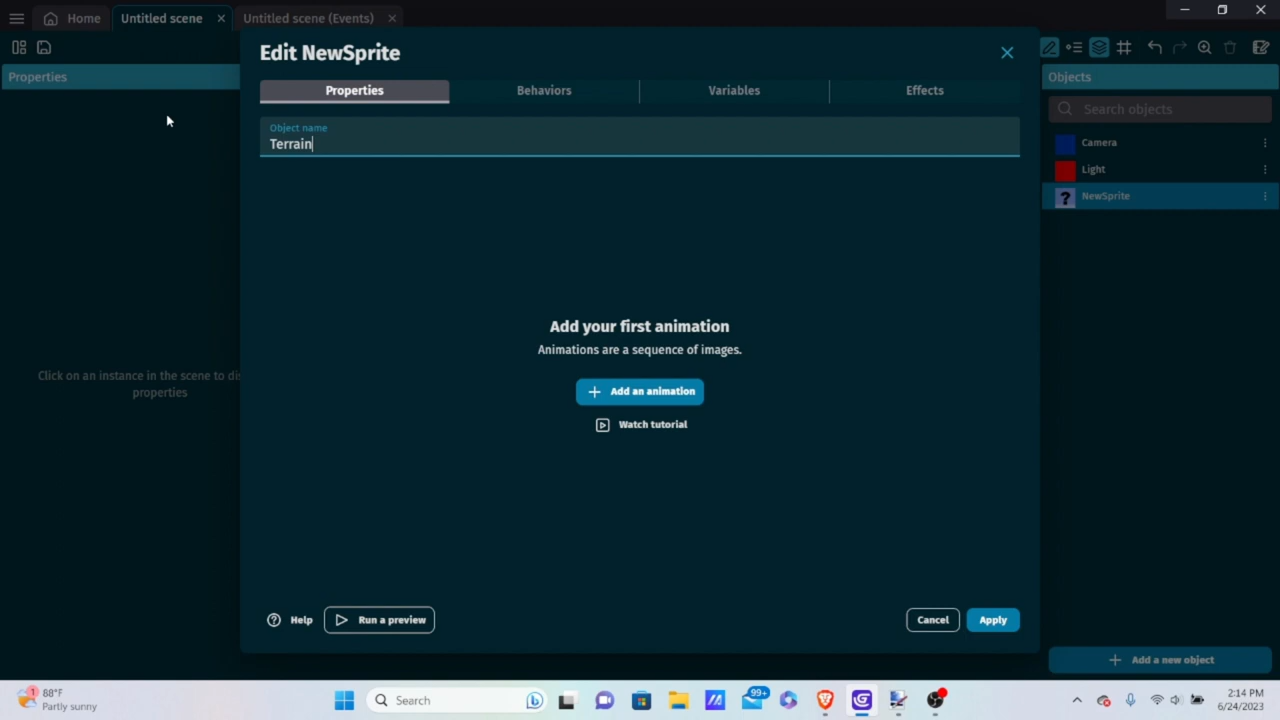 Home
Untitled scene
Untitled scene (Events)
Properties
Click on an instance in the scene to dis
properties
Edit NewSprite
Properties
Behaviors
Variables
Effects
Object name
Terrain
Add your first animation
Animations are a sequence of images.
Add an animation
Watch tutorial
Help
Run a preview
Cancel
Apply
Objects
Search objects
Camera
Light
? NewSprite
Add a new object
1
88°F
Partly sunny
Search
99+
2:14 PM
6/24/2023